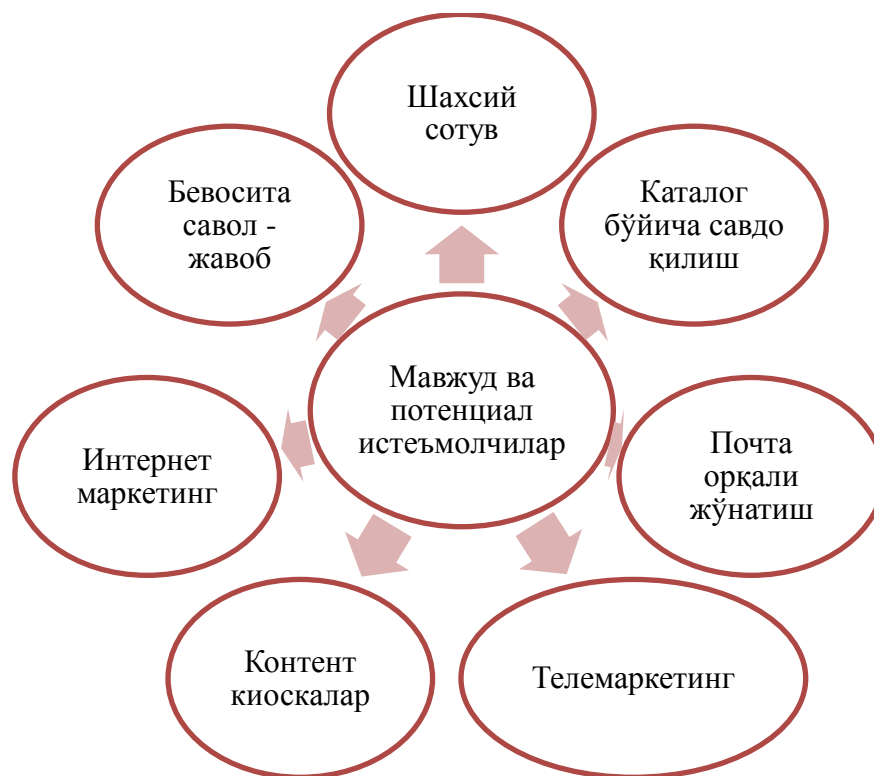 Шахсий
сотув
Бевосита
савол -
жавоб
Каталог
бўйича савдо
қилиш
Мавжуд ва
потенциал
истеъмолчилар
Интернет
маркетинг
Почта
орқали
жўнатиш
Контент
киоскалар
Телемаркетинг